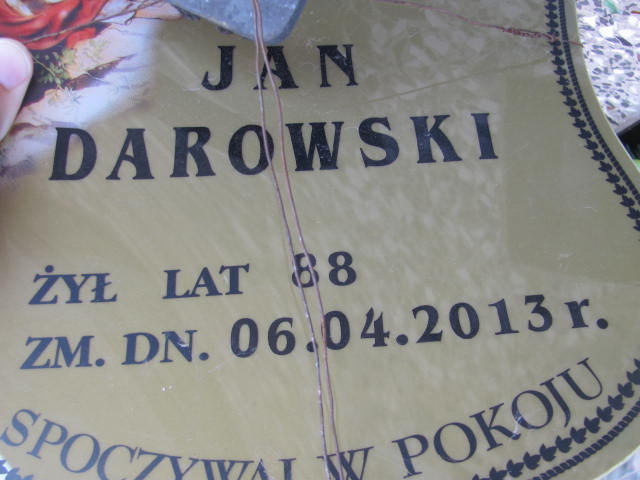 JAN
DAROWSKI
ŻYŁ LAT 88
ZM. DN. 06.04.2013 r.
SPOCZYWAJ W POKOJU